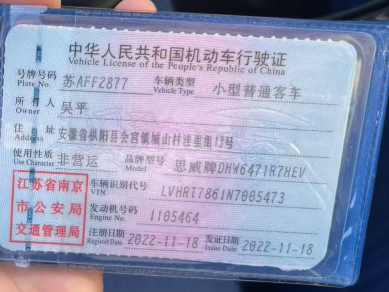 中华人民共和国机动车行驶证
Vehicle License of the People's Republic of China
号牌号码 苏AFF2877 车辆类型 小型普通客车
Plate No. Vehicle Type
所有人 吴平
Owner
住址 安徽省枞阳县会宫镇城山村洼里组13号
Address
使用性质 非营运 品牌型号 思威牌DHW6471R7HEV
Use Character Model
江苏省南京
市公安局
交通管理局
车辆识别代号 LVHRT7861N7005473
VIN
发动机号码 1105464
Engine No.
注册日期 2022-11-18 发证日期 2022-11-18
Register Date Issue Date